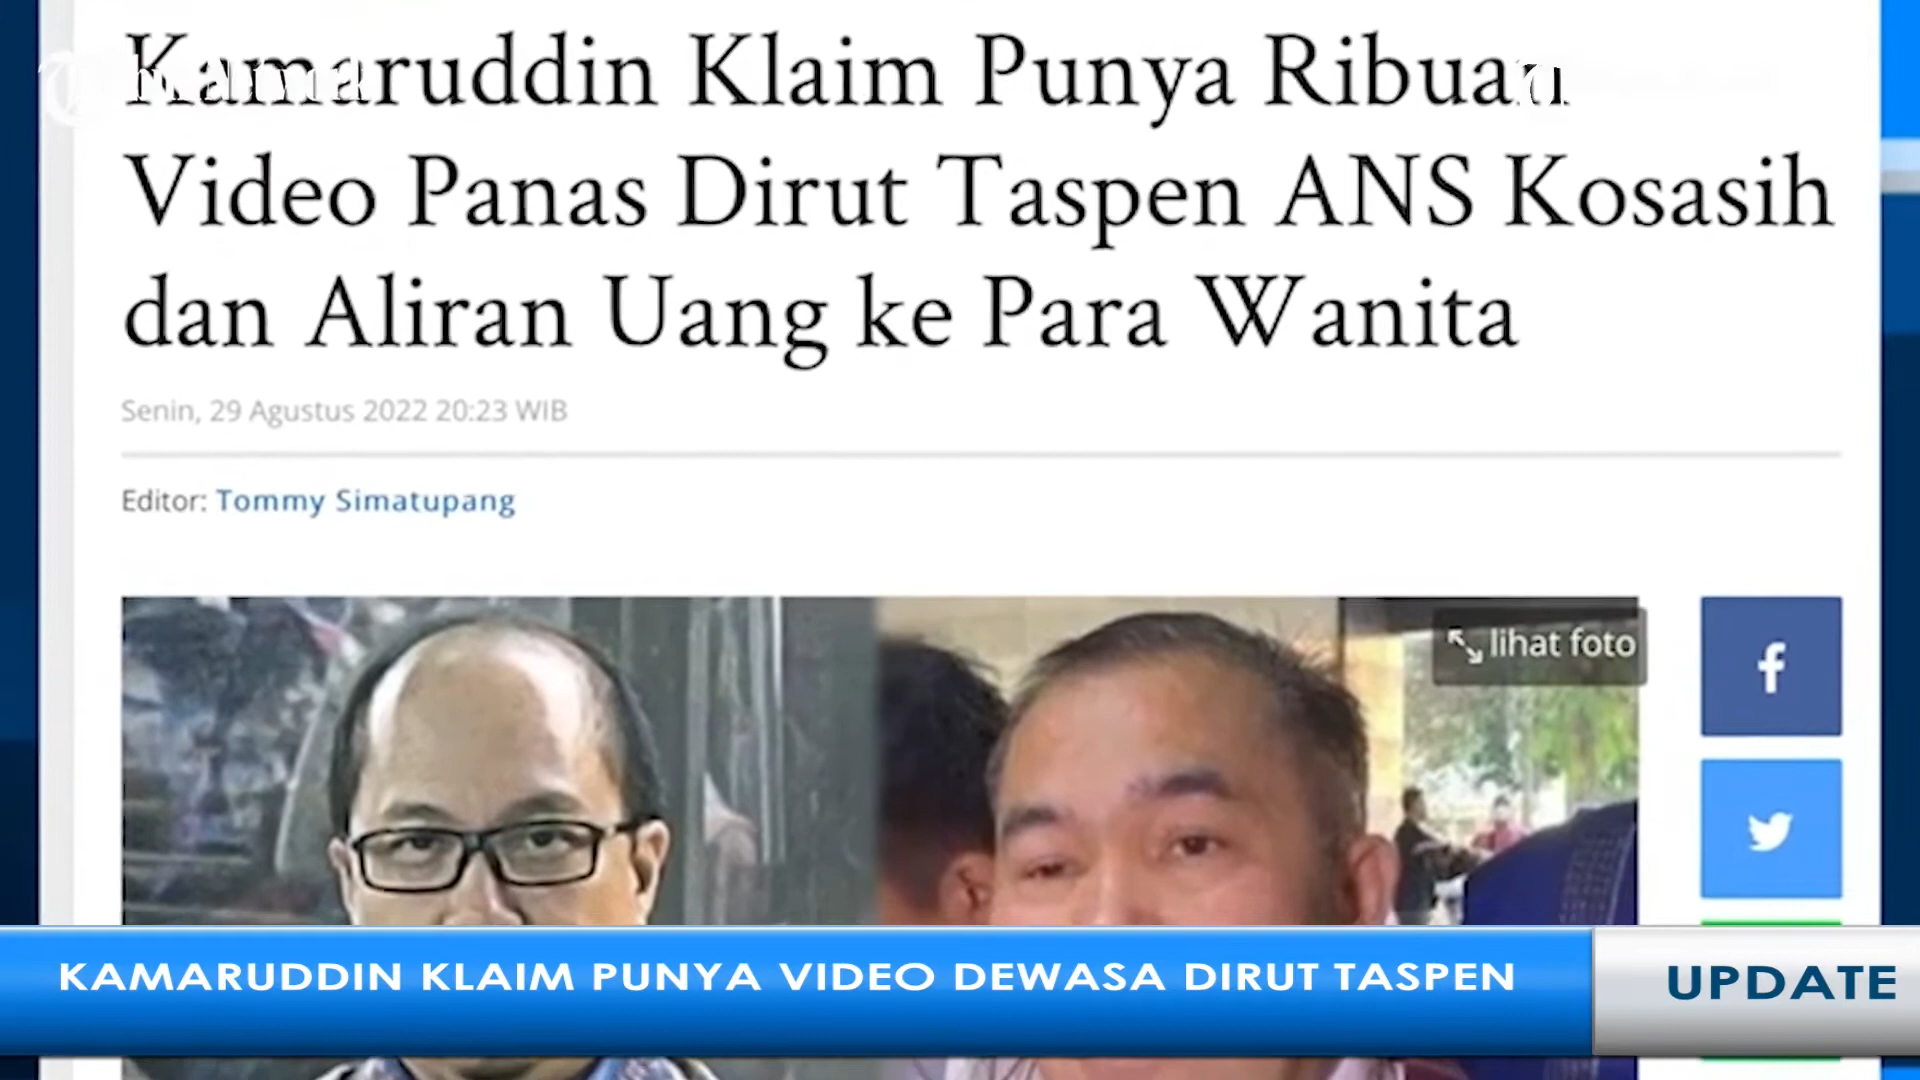 Kamaruddin Klaim Punya Ribuan
Video Panas Dirut Taspen ANS Kosasih
dan Aliran Uang ke Para Wanita
Senin, 29 Agustus 2022 20:23 WIB
Editor: Tommy Simatupang
lihat foto
f
KAMARUDDIN KLAIM PUNYA VIDEO DEWASA DIRUT TASPEN
UPDATE